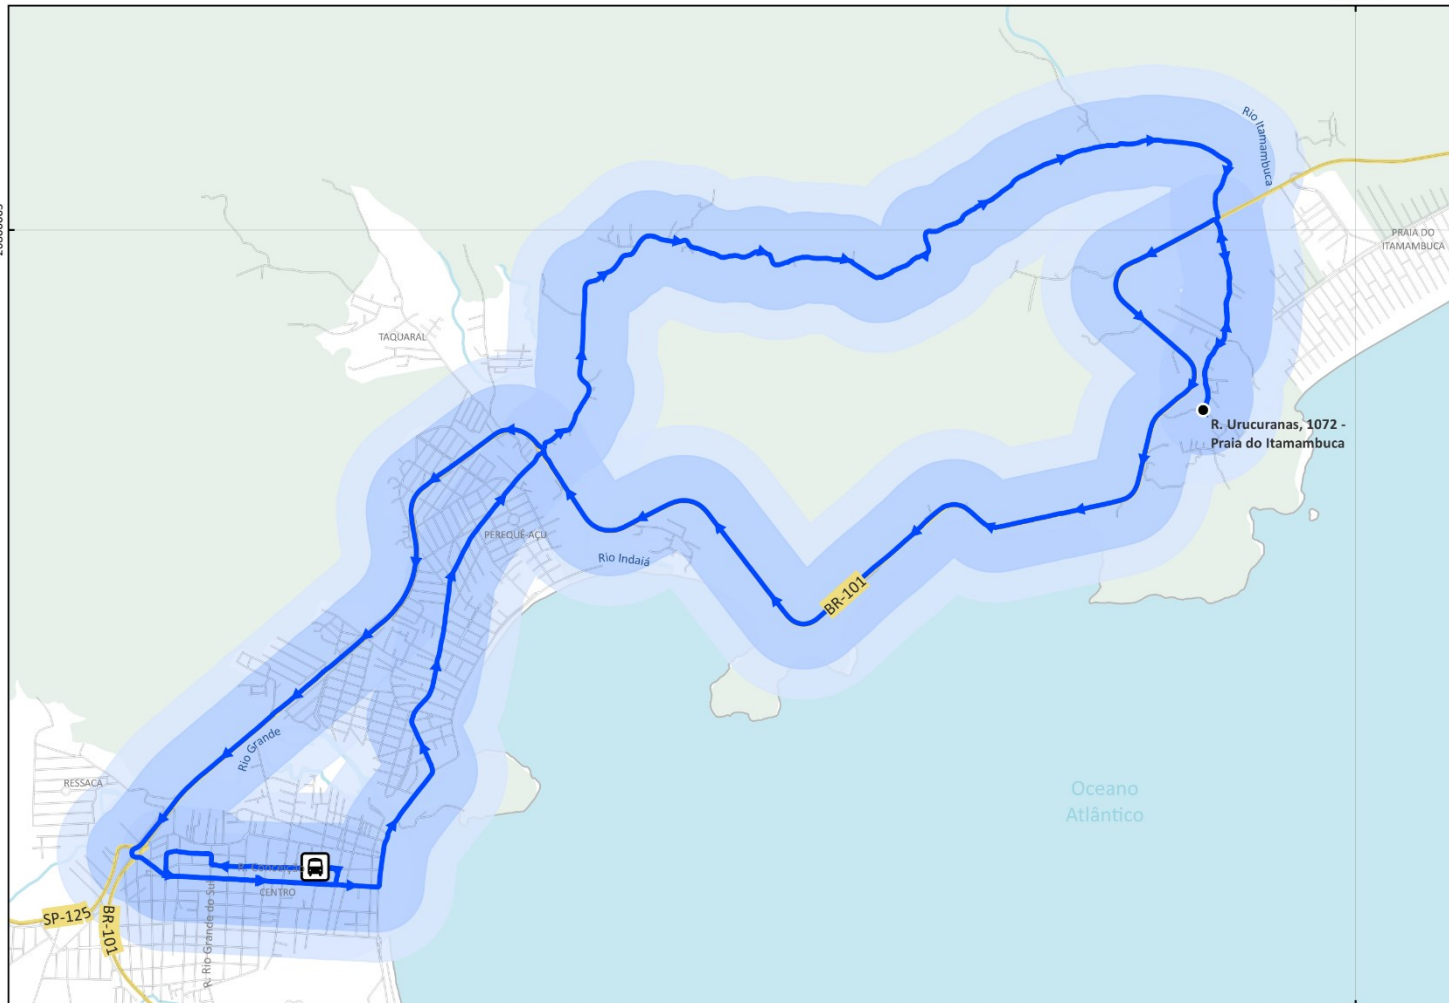 Rio Itamambuca
PRAIA DO
ITAMAMBUCA
TAQUARAL
R. Urucuranas, 1072 -
Praia do Itamambuca
PEREQUÊ-AÇU
Rio Indaiá
BR-101
Rio Grande
RESSACA
Oceano
Atlântico
R. Conceição
CENTRO
SP-125
BR-101
R. Rio Grande do Sul